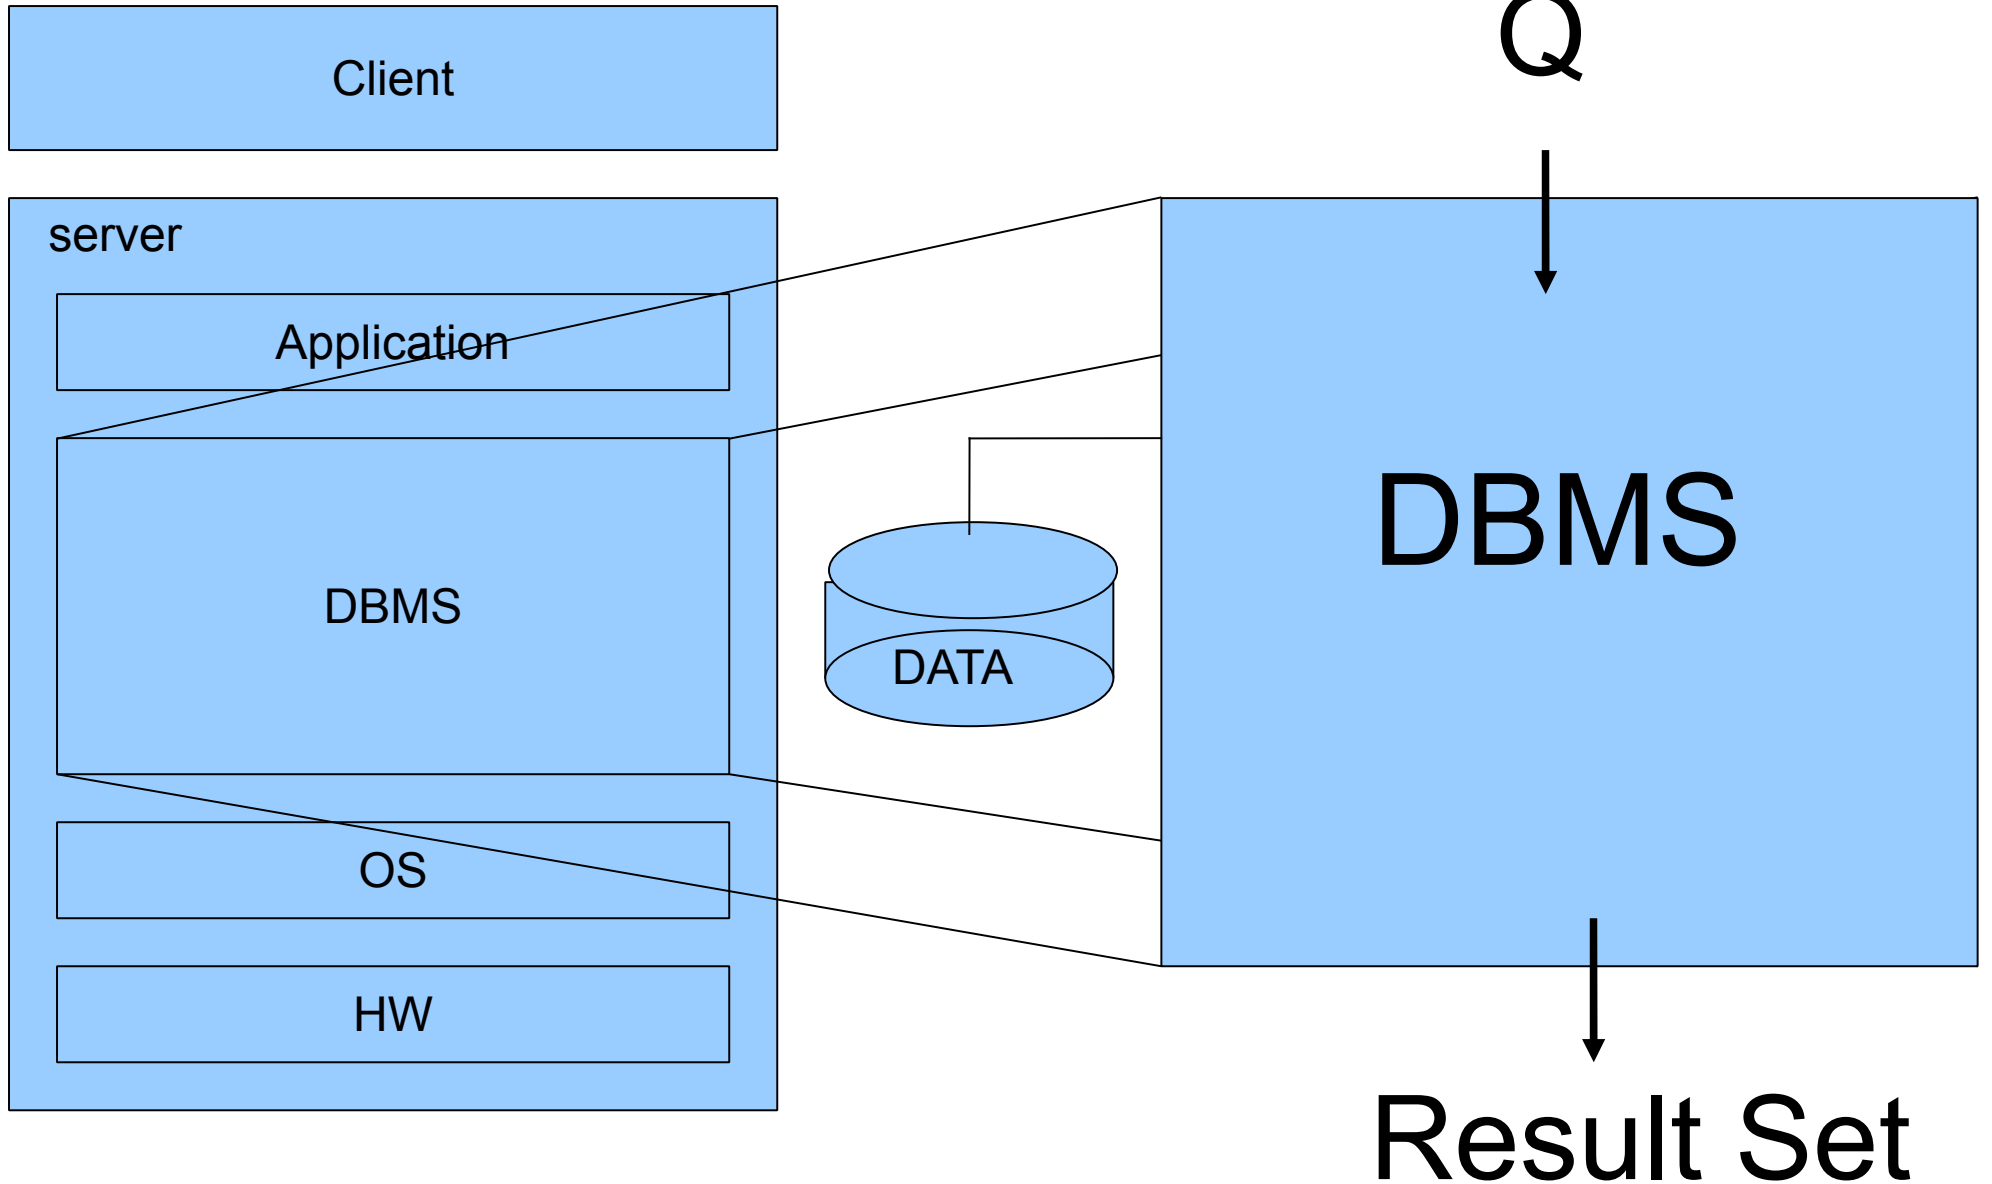 Client
server
Application
DBMS
OS
HW
DATA
Q
DBMS
Result Set